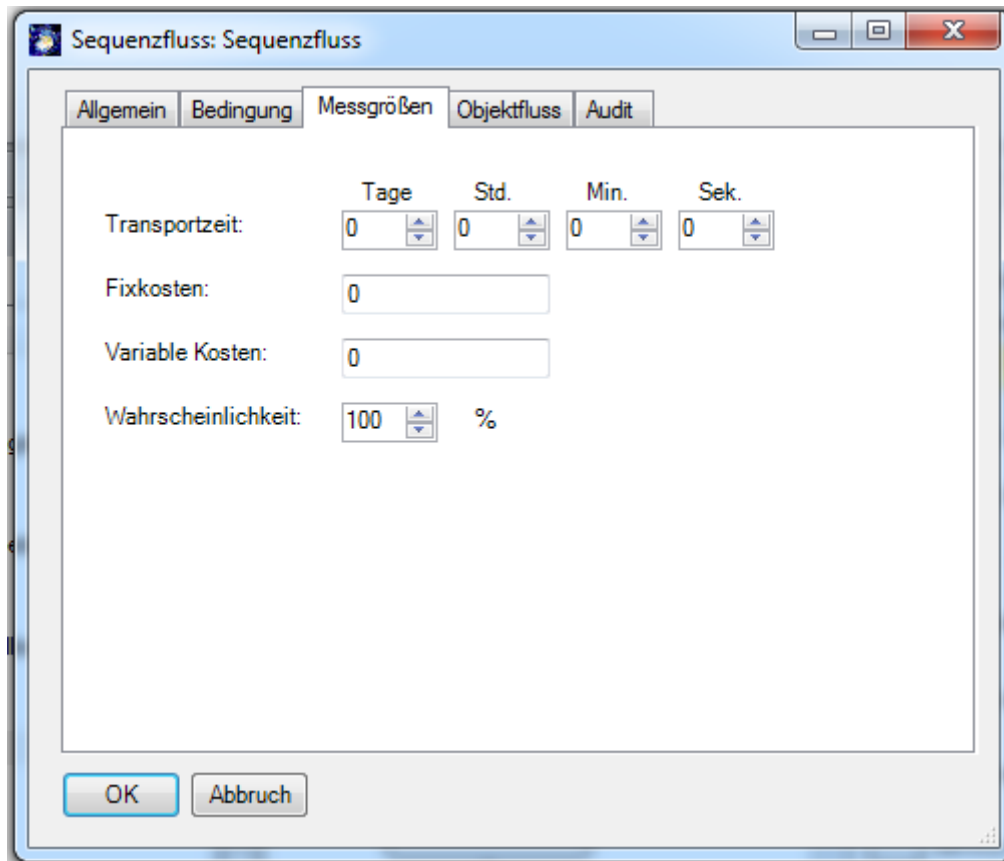 Sequenzfluss: Sequenzfluss
Allgemein Bedingung Messgrößen Objektfluss Audit
Tage Std. Min. Sek.
Transportzeit: 0 0 0 0
Fixkosten: 0
Variable Kosten: 0
Wahrscheinlichkeit: 100 %
OK Abbruch